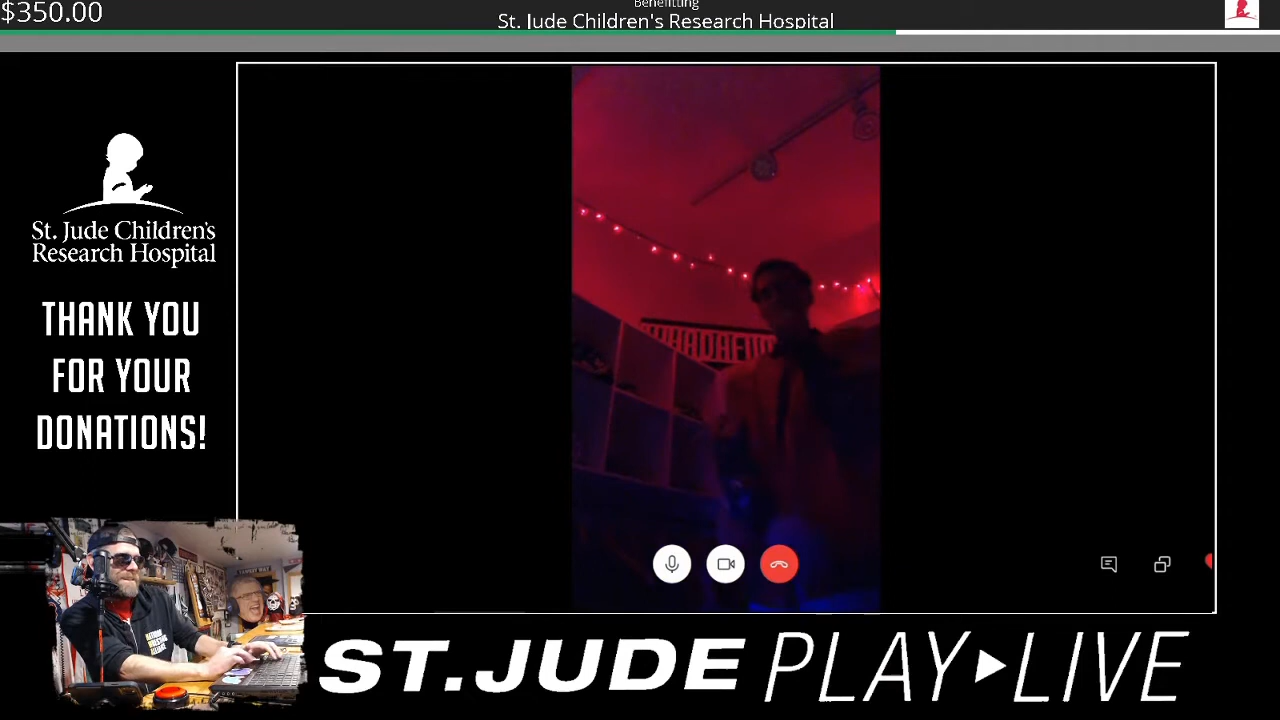 $350.00
Benefitting
St. Jude Children's Research Hospital
St. Jude Children's
Research Hospital
THANK YOU
FOR YOUR
DONATIONS!
ST.JUDE PLAY LIVE